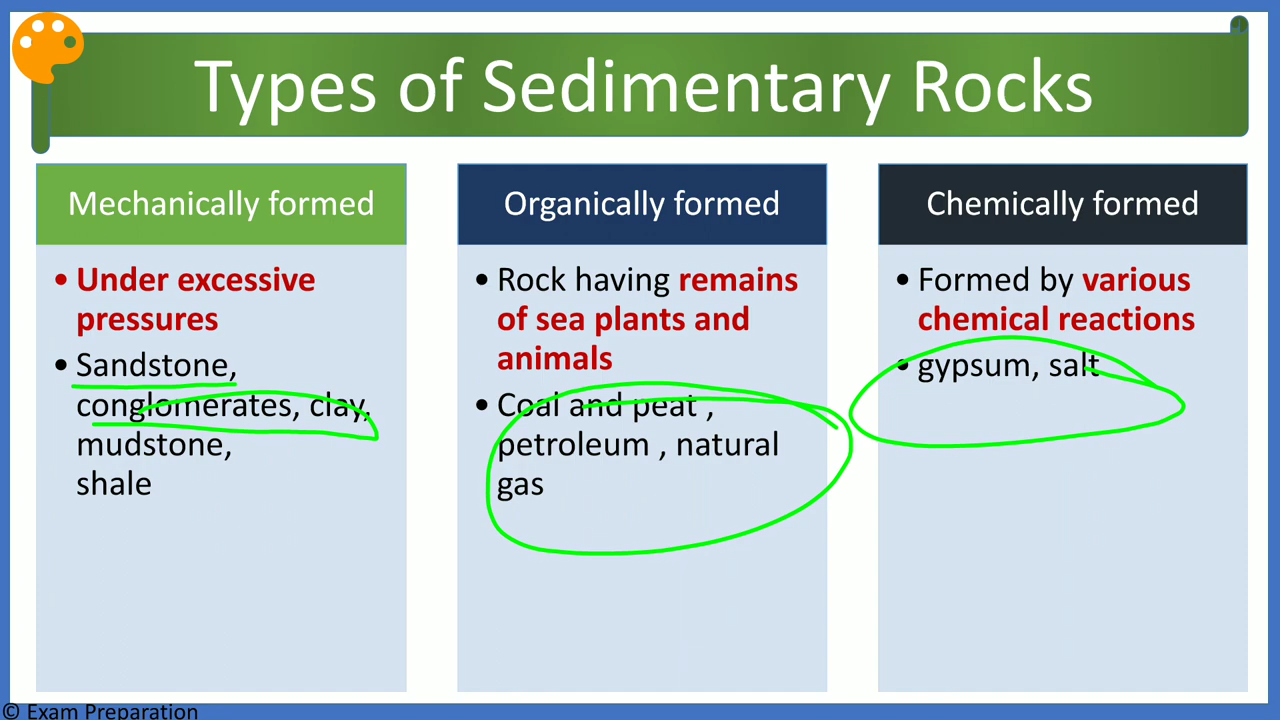 Types of Sedimentary Rocks
Mechanically formed
• Under excessive
pressures
• Sandstone,
conglomerates, clay,
mudstone,
shale
Organically formed
• Rock having remains
of sea plants and
animals
• Coal and peat ,
petroleum , natural
gas
Chemically formed
• Formed by various
chemical reactions
• gypsum, salt
© Exam Preparation